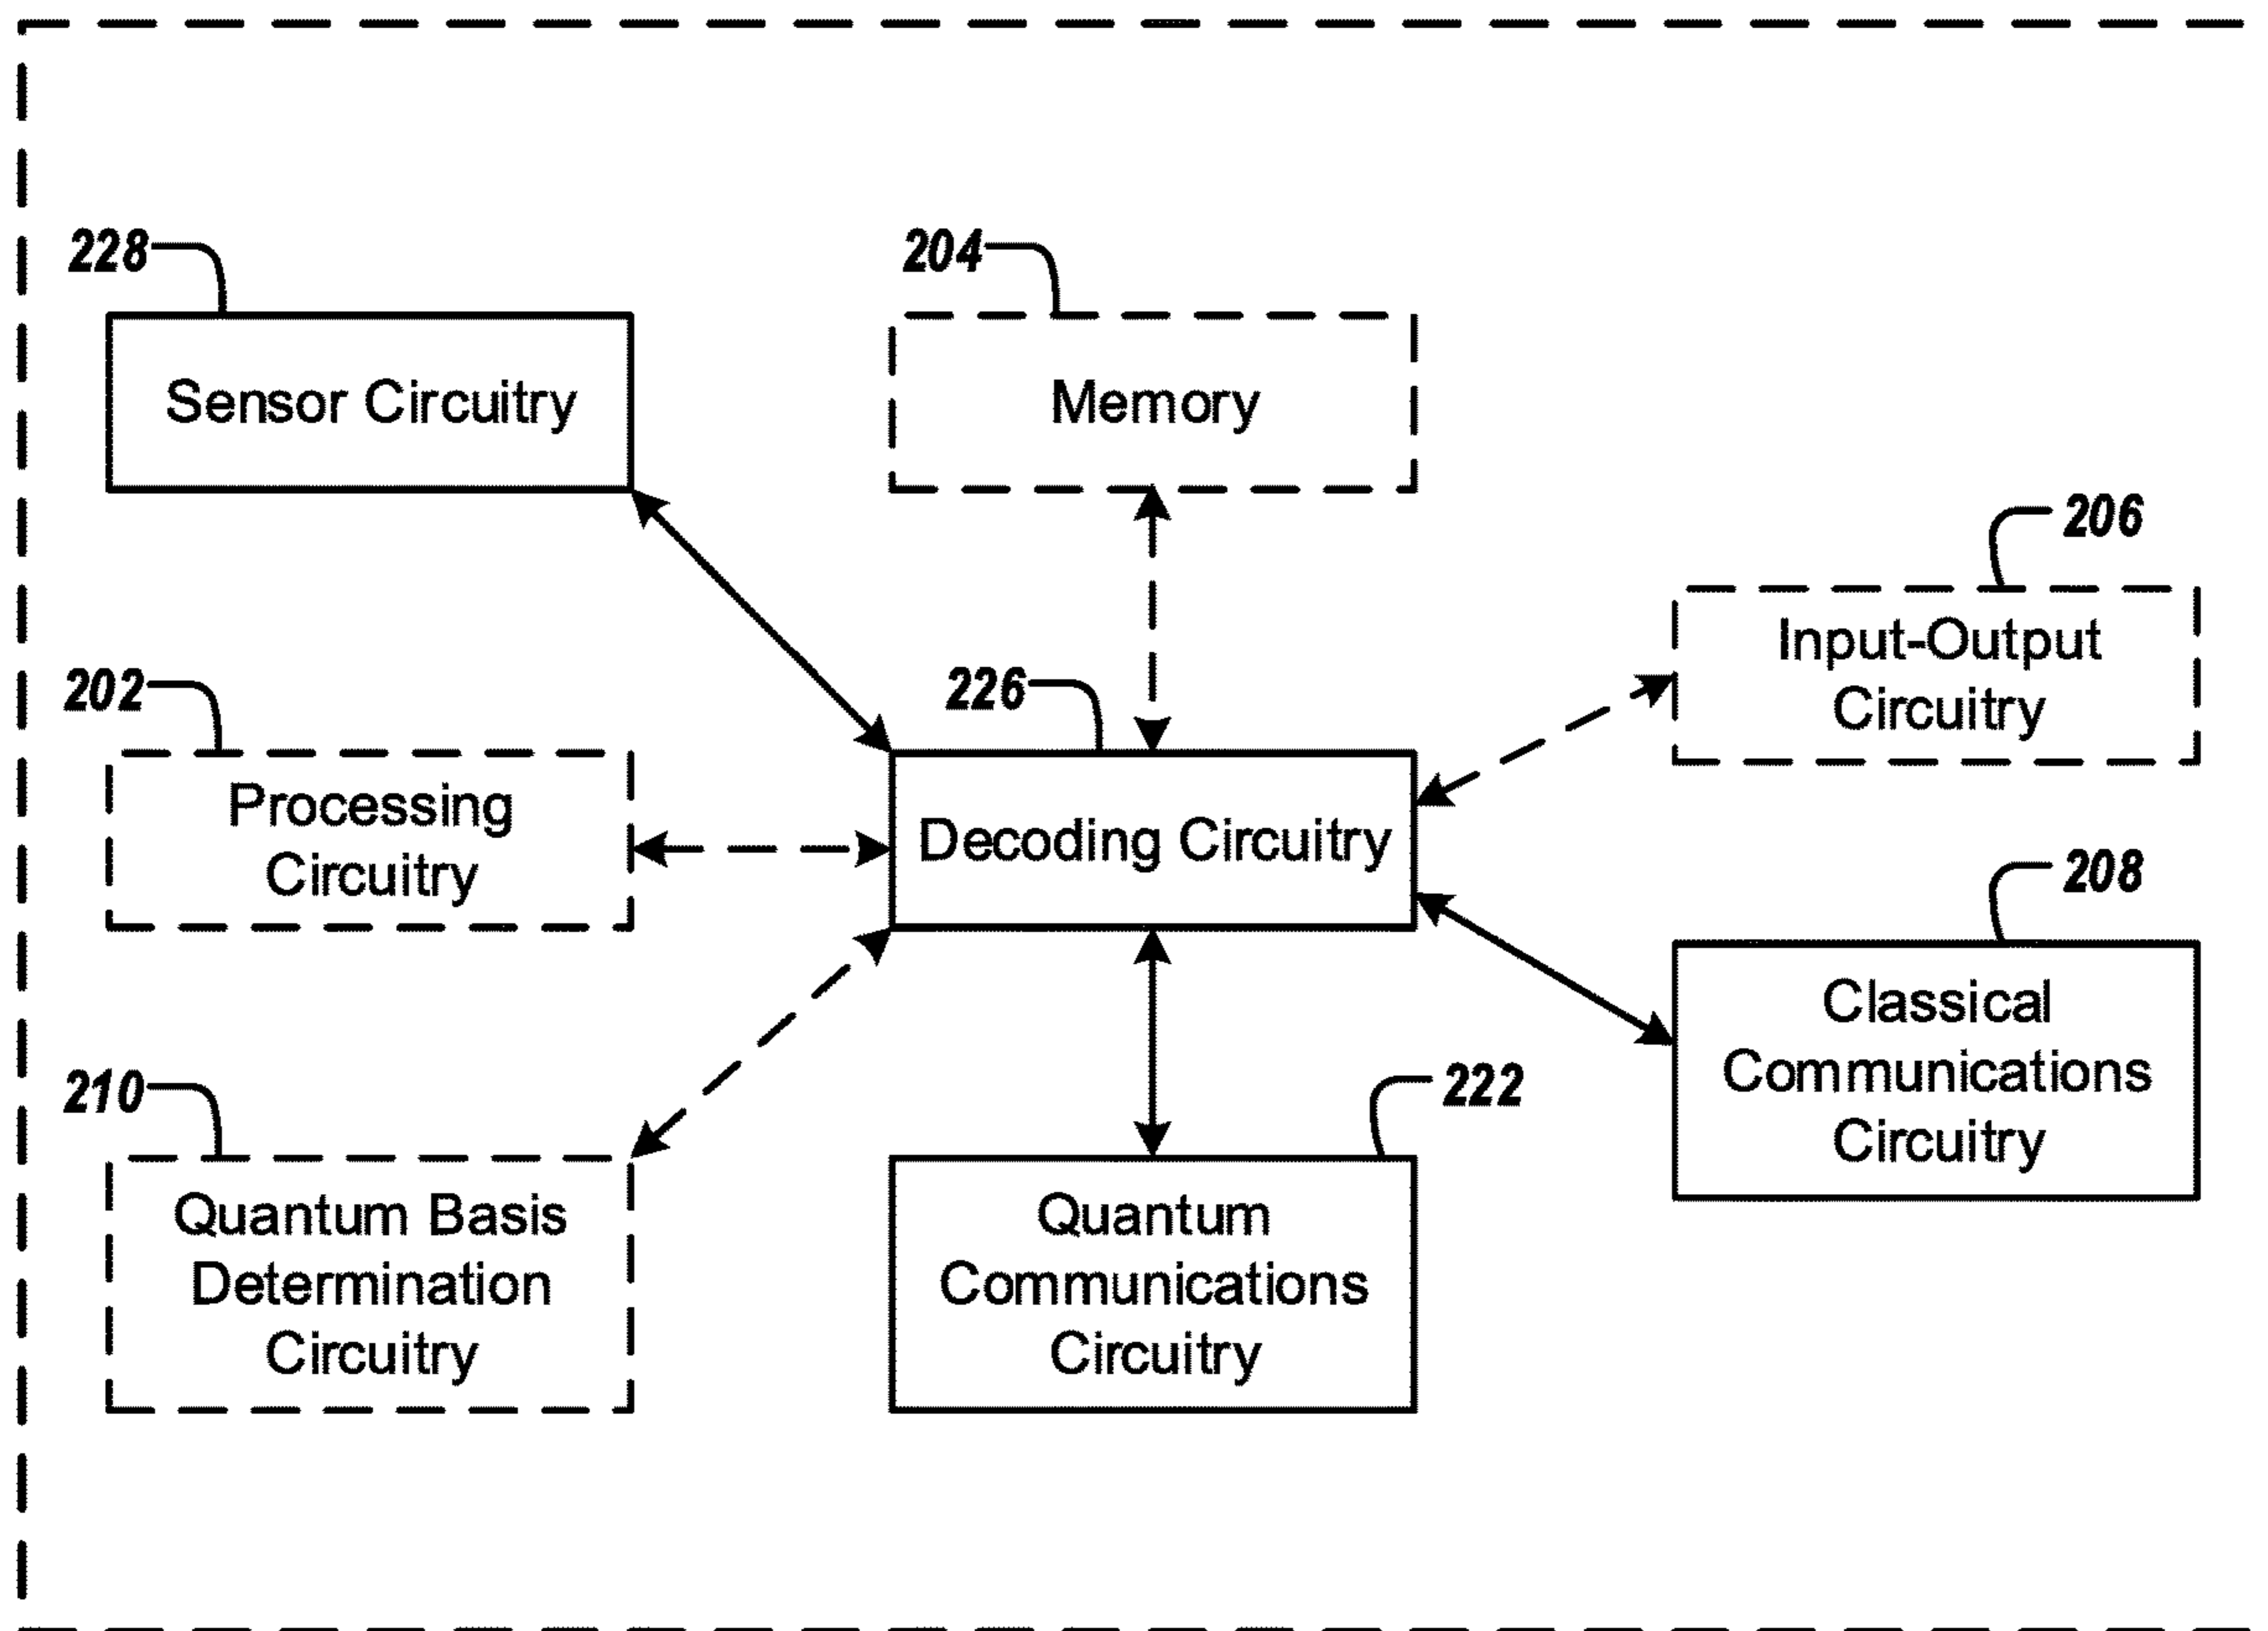 228
Sensor Circuitry
204
Memory
206
Input-Output
Circuitry
202
Processing
Circuitry
226
Decoding Circuitry
208
Classical
Communications
Circuitry
210
Quantum Basis
Determination
Circuitry
222
Quantum
Communications
Circuitry